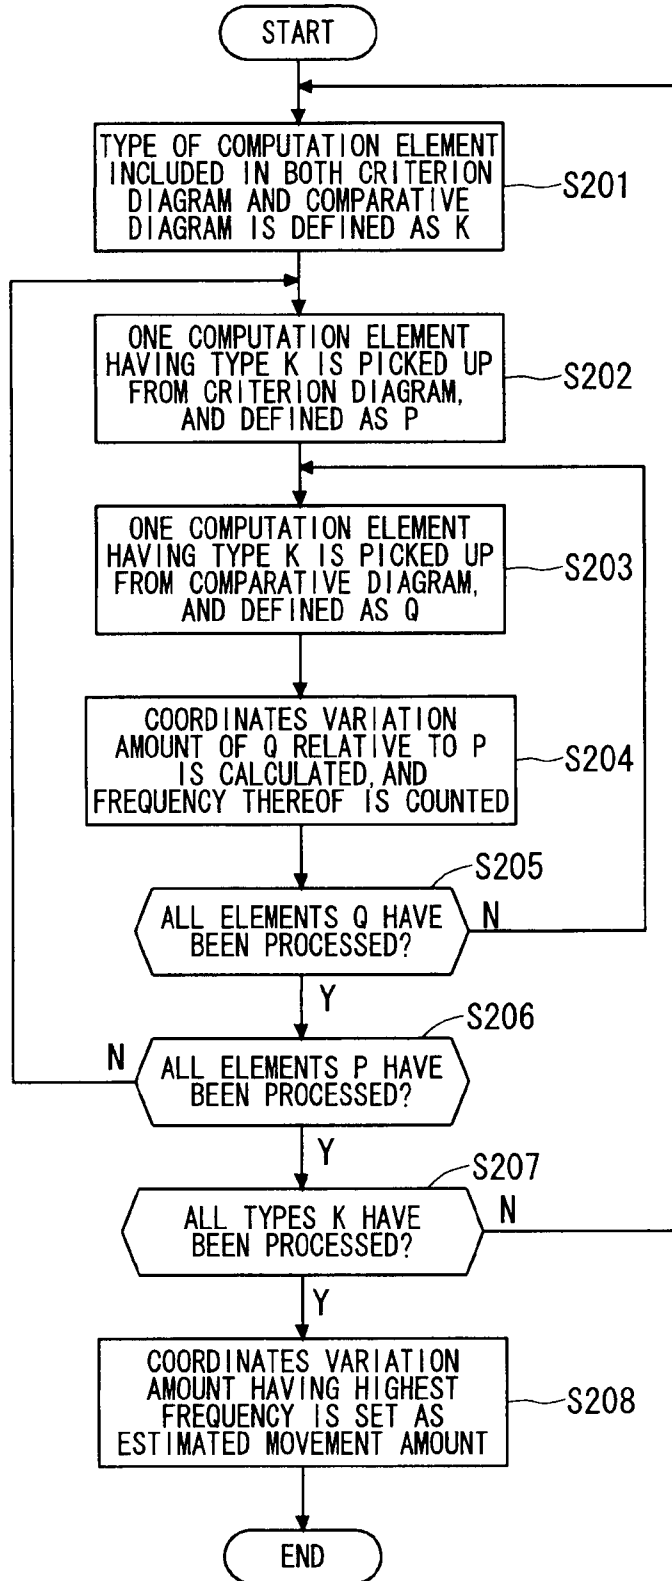 START
TYPE OF COMPUTATION ELEMENT
INCLUDED IN BOTH CRITERION
DIAGRAM AND COMPARATIVE
DIAGRAM IS DEFINED AS K
S201
ONE COMPUTATION ELEMENT
HAVING TYPE K IS PICKED UP
FROM CRITERION DIAGRAM,
AND DEFINED AS P
S202
ONE COMPUTATION ELEMENT
HAVING TYPE K IS PICKED UP
FROM COMPARATIVE DIAGRAM,
AND DEFINED AS Q
S203
COORDINATES VARIATION
AMOUNT OF Q RELATIVE TO P
IS CALCULATED, AND
FREQUENCY THEREOF IS COUNTED
S204
S205
ALL ELEMENTS Q HAVE
BEEN PROCESSED?
N
Y
S206
N
ALL ELEMENTS P HAVE
BEEN PROCESSED?
Y
S207
ALL TYPES K HAVE
BEEN PROCESSED?
N
Y
COORDINATES VARIATION
AMOUNT HAVING HIGHEST
FREQUENCY IS SET AS
ESTIMATED MOVEMENT AMOUNT
S208
END